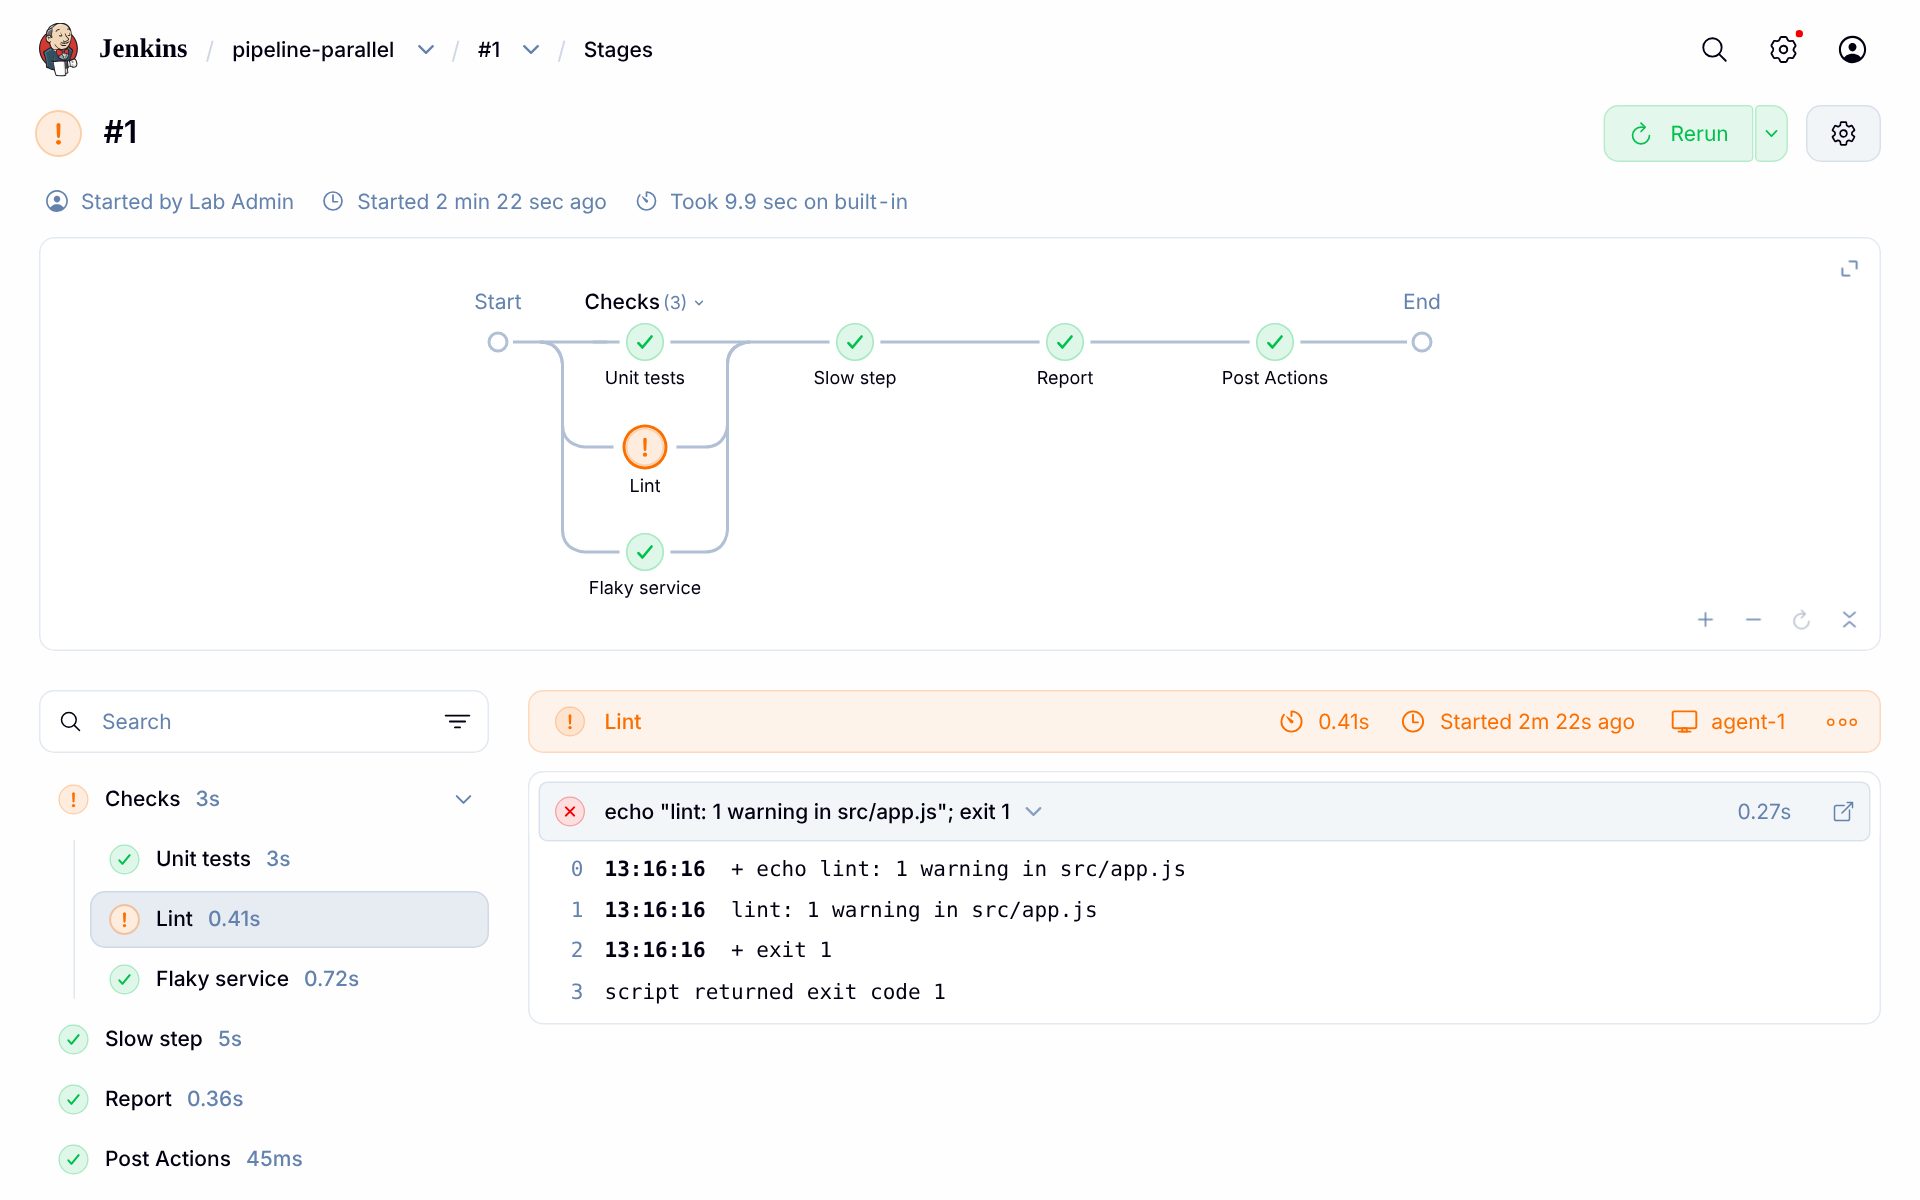 Jenkins / pipeline-parallel / #1 / Stages
#1
Rerun
Started by Lab Admin Started 2 min 22 sec ago Took 9.9 sec on built-in
Start Checks (3) End
Unit tests Slow step Report Post Actions
Lint
Flaky service
Search
Lint 0.41s Started 2m 22s ago agent-1
Checks 3s
Unit tests 3s
Lint 0.41s
Flaky service 0.72s
Slow step 5s
Report 0.36s
Post Actions 45ms
echo "lint: 1 warning in src/app.js"; exit 1 0.27s
0 13:16:16 + echo lint: 1 warning in src/app.js
1 13:16:16 lint: 1 warning in src/app.js
2 13:16:16 + exit 1
3 script returned exit code 1